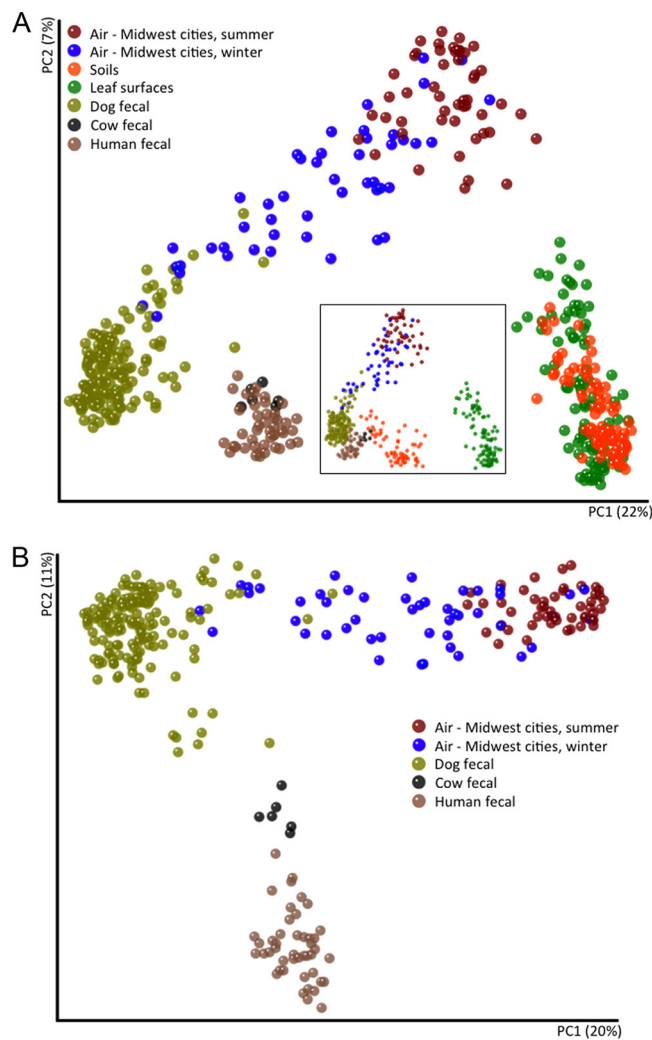 A
PC2 (7%)
Air - Midwest cities, summer
Air - Midwest cities, winter
Soils
Leaf surfaces
Dog fecal
Cow fecal
Human fecal
PC1 (22%)
B
PC2 (11%)
Air - Midwest cities, summer
Air - Midwest cities, winter
Dog fecal
Cow fecal
Human fecal
PC1 (20%)